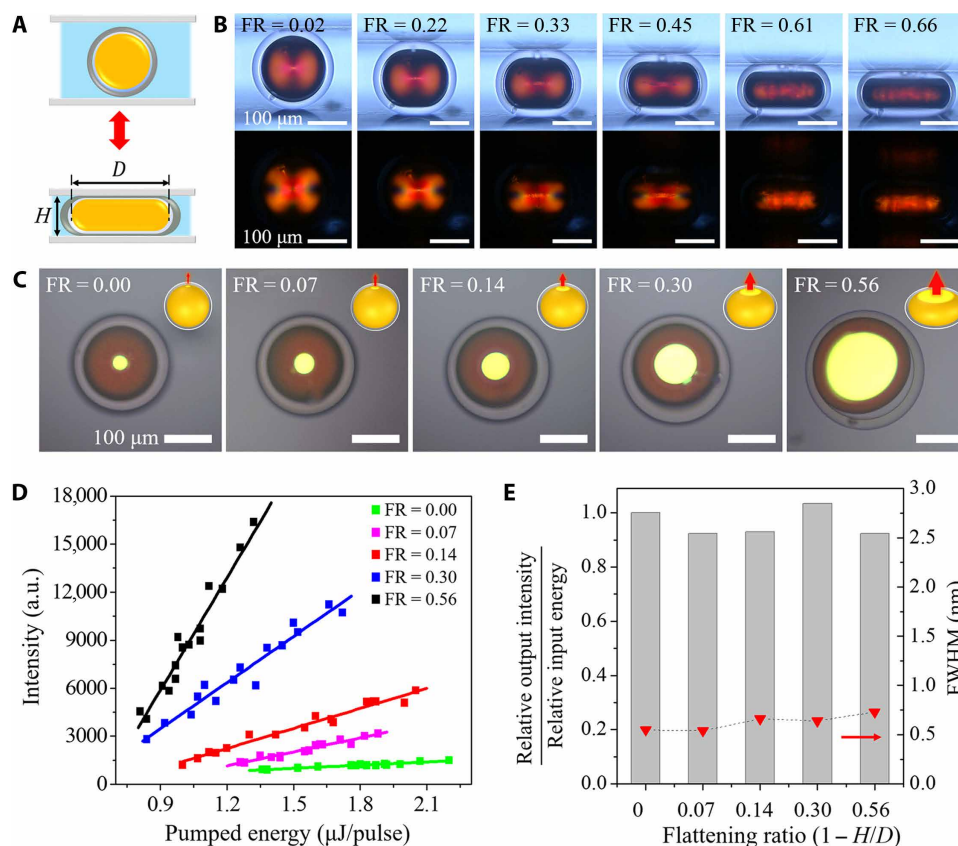 A
D
H
B
FR = 0.02
FR = 0.22
FR = 0.33
FR = 0.45
FR = 0.61
FR = 0.66
100 µm
100 µm
C
FR = 0.00
FR = 0.07
FR = 0.14
FR = 0.30
FR = 0.56
100 µm
D
18,000
15,000
12,000
9000
6000
3000
0
Intensity (a.u.)
FR = 0.00
FR = 0.07
FR = 0.14
FR = 0.30
FR = 0.56
0.9
1.2
1.5
1.8
2.1
Pumped energy (µJ/pulse)
E
Relative output intensity
Relative input energy
1.0
0.8
0.6
0.4
0.2
0.0
3.0
2.5
2.0
1.5
1.0
0.5
0.0
FWHM (nm)
0
0.07
0.14
0.30
0.56
Flattening ratio (1 – H/D)